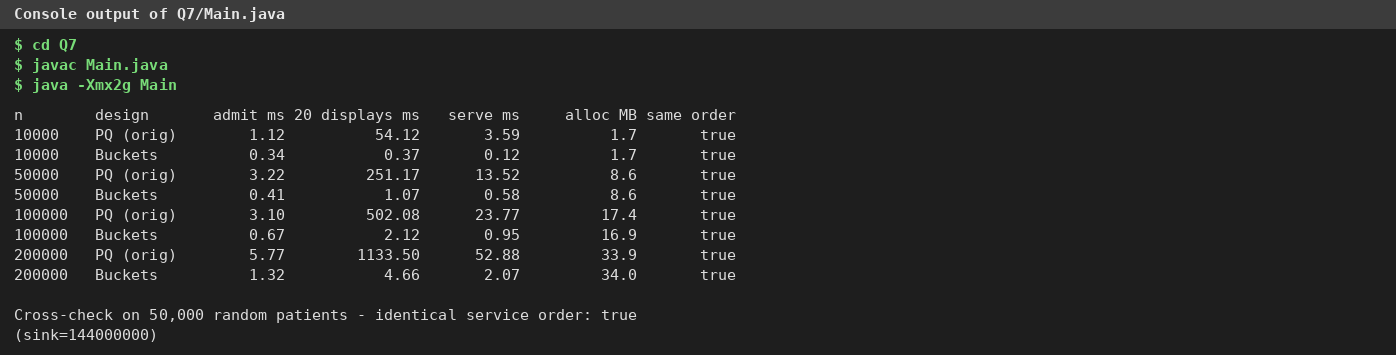 Console output of Q7/Main.java
$ cd Q7
$ javac Main.java
$ java -Xmx2g Main
n        design       admit ms 20 displays ms   serve ms     alloc MB same order
10000    PQ (orig)        1.12          54.12       3.59          1.7       true
10000    Buckets          0.34           0.37       0.12          1.7       true
50000    PQ (orig)        3.22         251.17      13.52          8.6       true
50000    Buckets          0.41           1.07       0.58          8.6       true
100000   PQ (orig)        3.10         502.08      23.77         17.4       true
100000   Buckets          0.67           2.12       0.95         16.9       true
200000   PQ (orig)        5.77        1133.50      52.88         33.9       true
200000   Buckets          1.32           4.66       2.07         34.0       true
Cross-check on 50,000 random patients - identical service order: true
(sink=144000000)